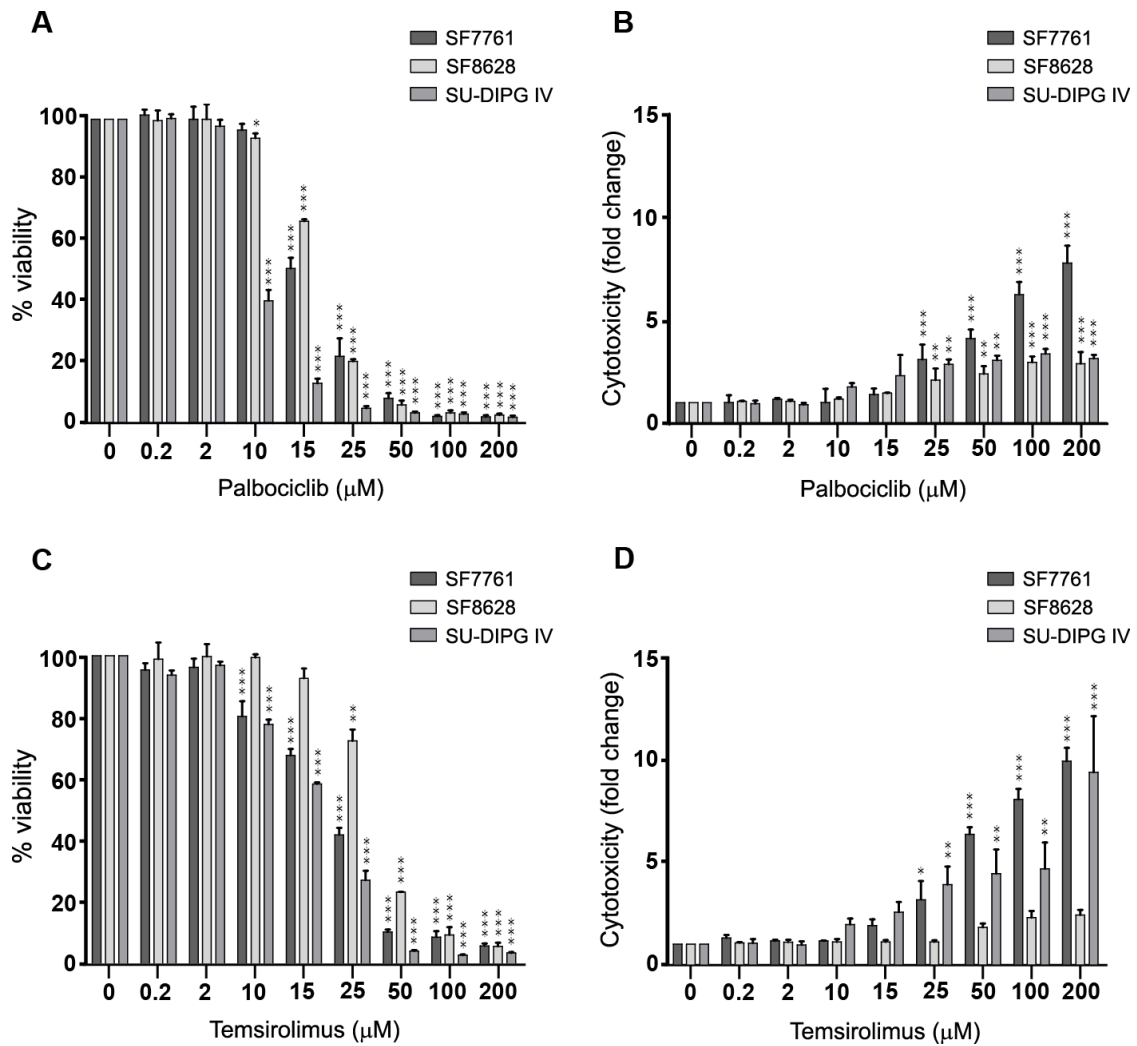 A
SF7761
SF8628
SU-DIPG IV
100
80
60
40
20
0
% viability
* *** *** *** *** *** *** *** *** *** *** *** *** *** *** ***
0 0.2 2 10 15 25 50 100 200
Palbociclib (μM)
B
SF7761
SF8628
SU-DIPG IV
15
10
5
0
Cytotoxicity (fold change)
*** ** ** *** ** ** *** *** *** *** *** ***
0 0.2 2 10 15 25 50 100 200
Palbociclib (μM)
C
SF7761
SF8628
SU-DIPG IV
100
80
60
40
20
0
% viability
*** *** *** *** *** ** *** *** *** *** *** *** *** *** *** ***
0 0.2 2 10 15 25 50 100 200
Temsirolimus (μM)
D
SF7761
SF8628
SU-DIPG IV
15
10
5
0
Cytotoxicity (fold change)
* ** *** ** *** ** *** ***
0 0.2 2 10 15 25 50 100 200
Temsirolimus (μM)